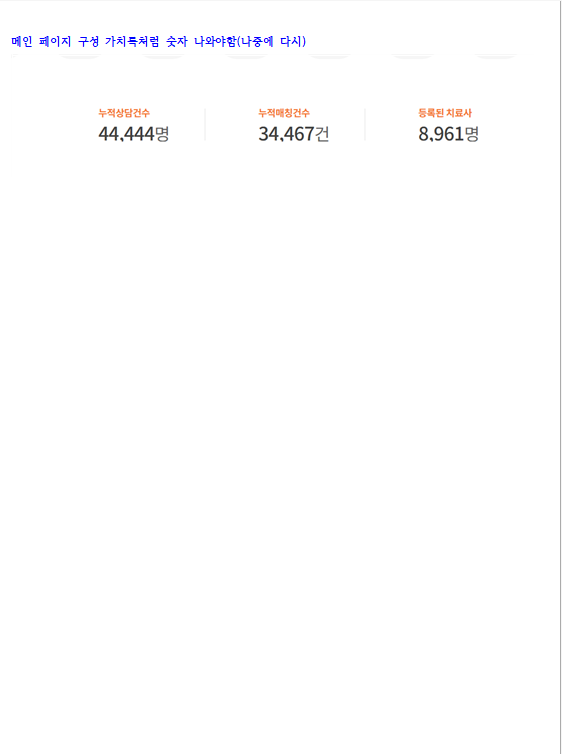 메인 페이지 구성 가치톡처럼 숫자 나와야함(나중에 다시)
누적상담건수 누적매칭건수 등록된 치료사
44,444명 34,467건 8,961명